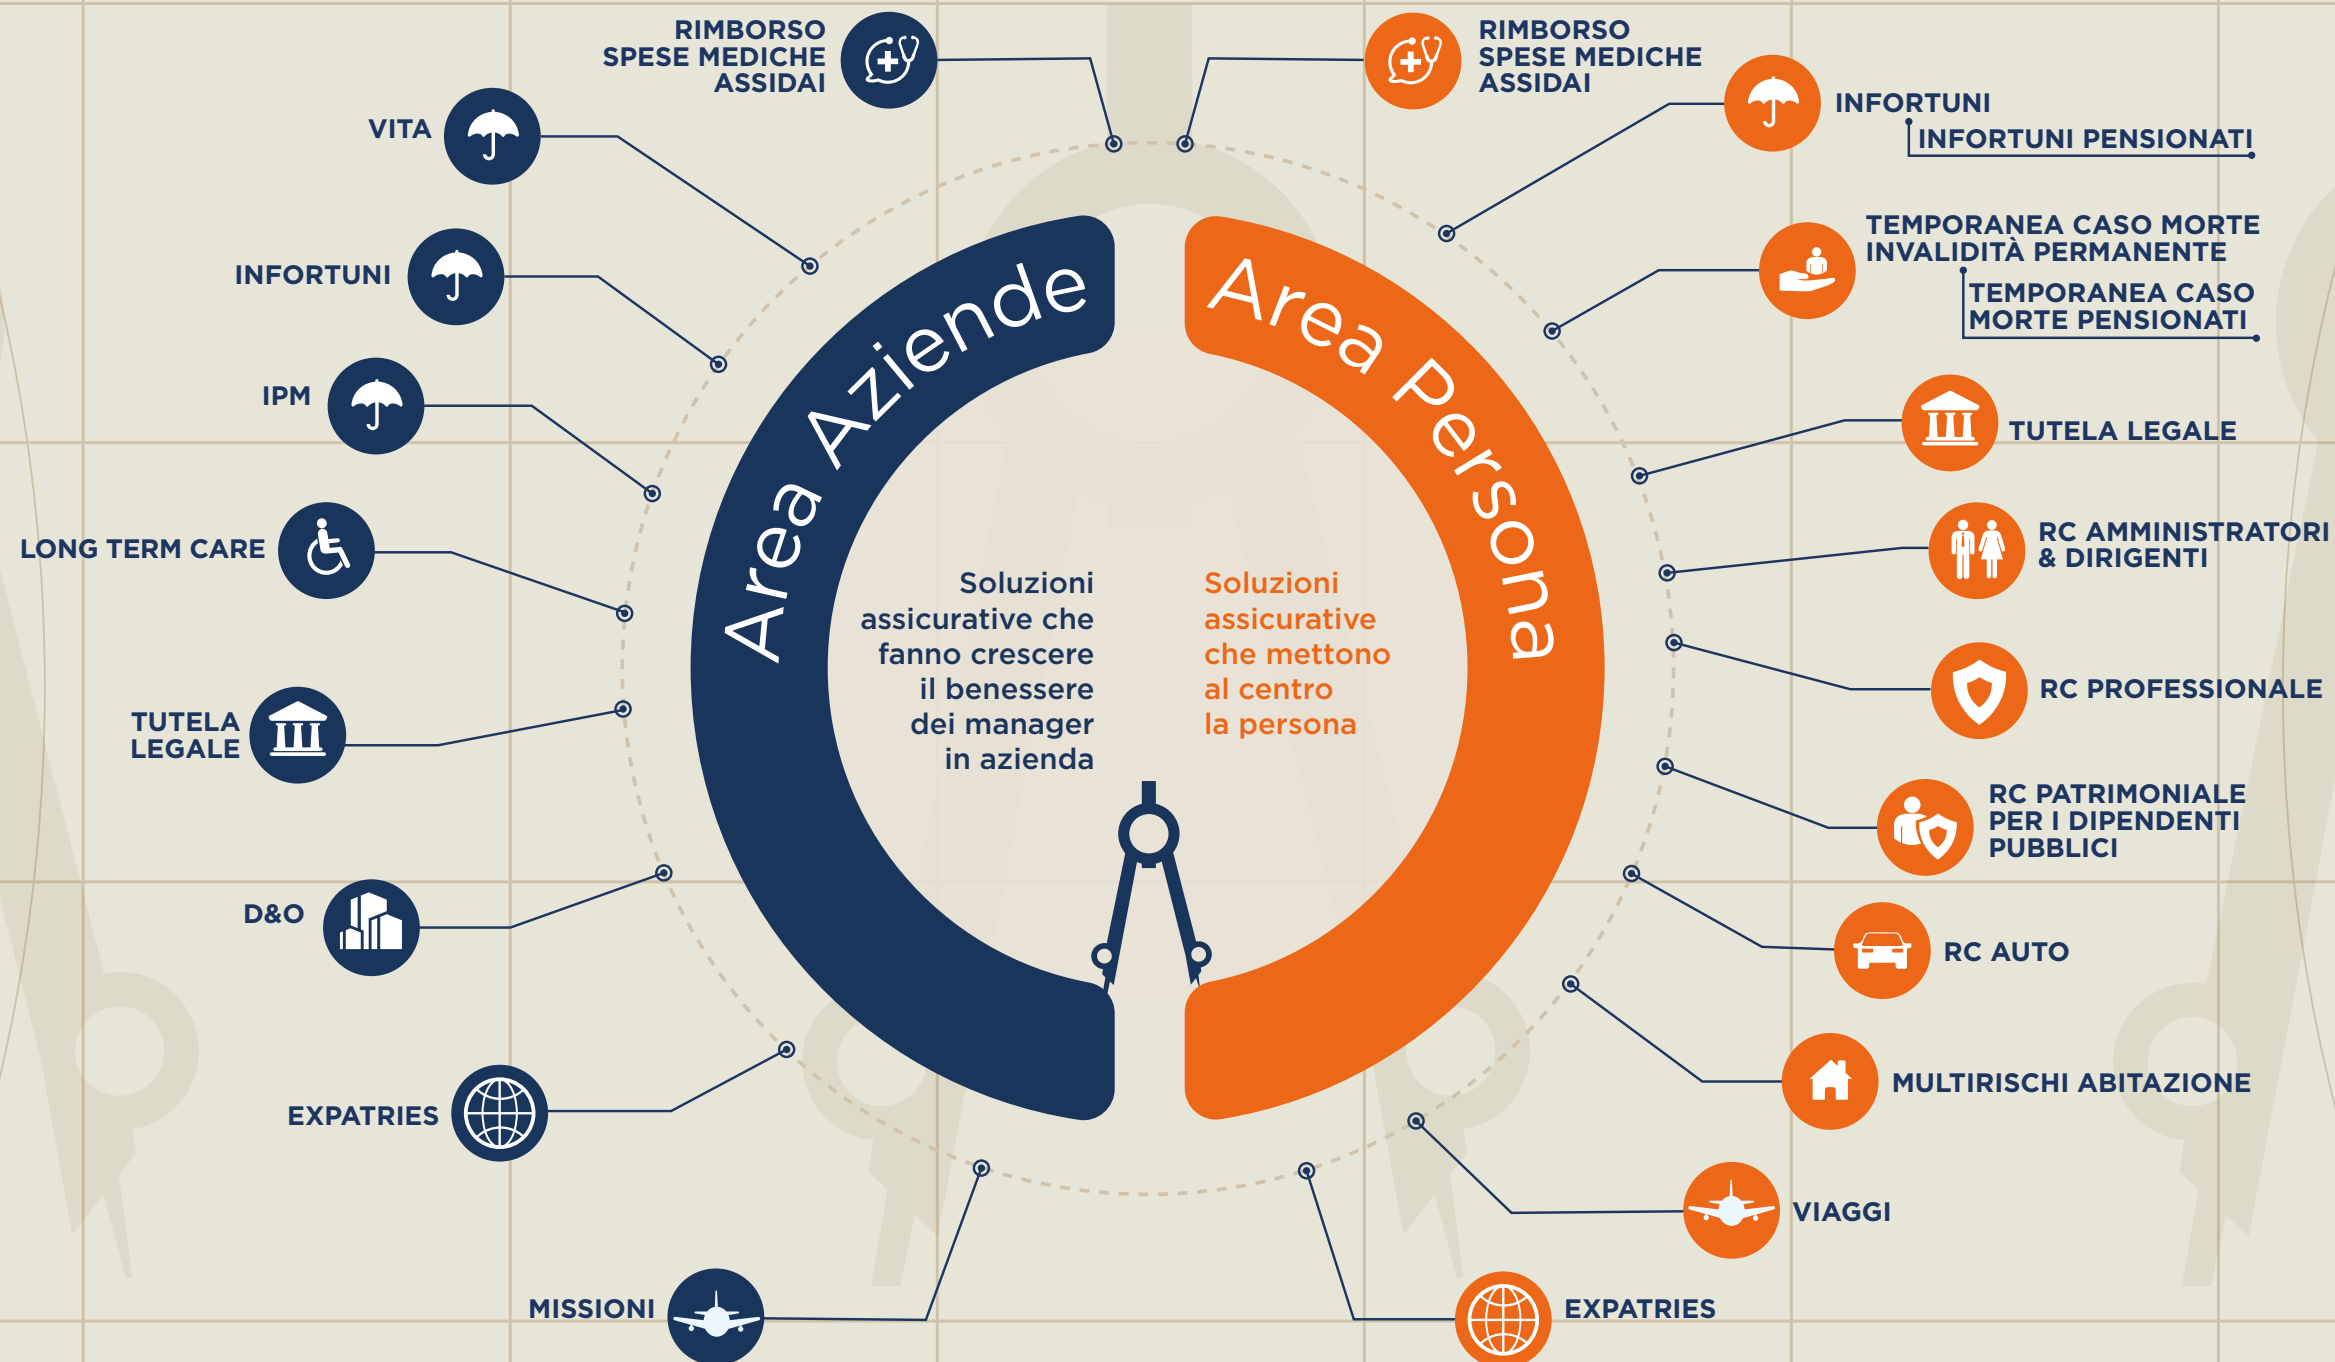 RIMBORSO
SPESE MEDICHE
ASSIDAI
VITA
INFORTUNI
IPM
LONG TERM CARE
TUTELA
LEGALE
D&O
EXPATRIES
MISSIONI
Area Aziende
Soluzioni
assicurative che
fanno crescere
il benessere
dei manager
in azienda
Area Persona
Soluzioni
assicurative
che mettono
al centro
la persona
RIMBORSO
SPESE MEDICHE
ASSIDAI
INFORTUNI
INFORTUNI PENSIONATI
TEMPORANEA CASO MORTE
INVALIDITÀ PERMANENTE
TEMPORANEA CASO
MORTE PENSIONATI
TUTELA LEGALE
RC AMMINISTRATORI
& DIRIGENTI
RC PROFESSIONALE
RC PATRIMONIALE
PER I DIPENDENTI
PUBBLICI
RC AUTO
MULTIRISCHI ABITAZIONE
VIAGGI
EXPATRIES